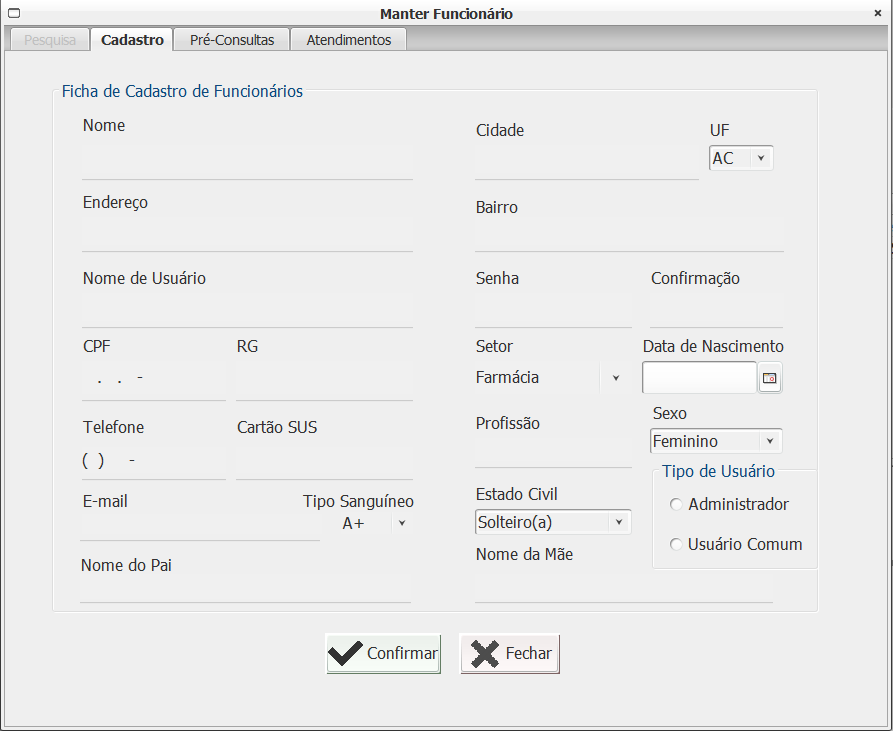 Manter Funcionário
Pesquisa Cadastro Pré-Consultas Atendimentos
Ficha de Cadastro de Funcionários
Nome
Cidade
UF
AC
Endereço
Bairro
Nome de Usuário
Senha
Confirmação
CPF
. . -
RG
Setor
Farmácia
Data de Nascimento
Telefone
( ) -
Cartão SUS
Profissão
Sexo
Feminino
E-mail
Tipo Sanguíneo
A+
Estado Civil
Solteiro(a)
Tipo de Usuário
Administrador
Usuário Comum
Nome do Pai
Nome da Mãe
Confirmar
Fechar